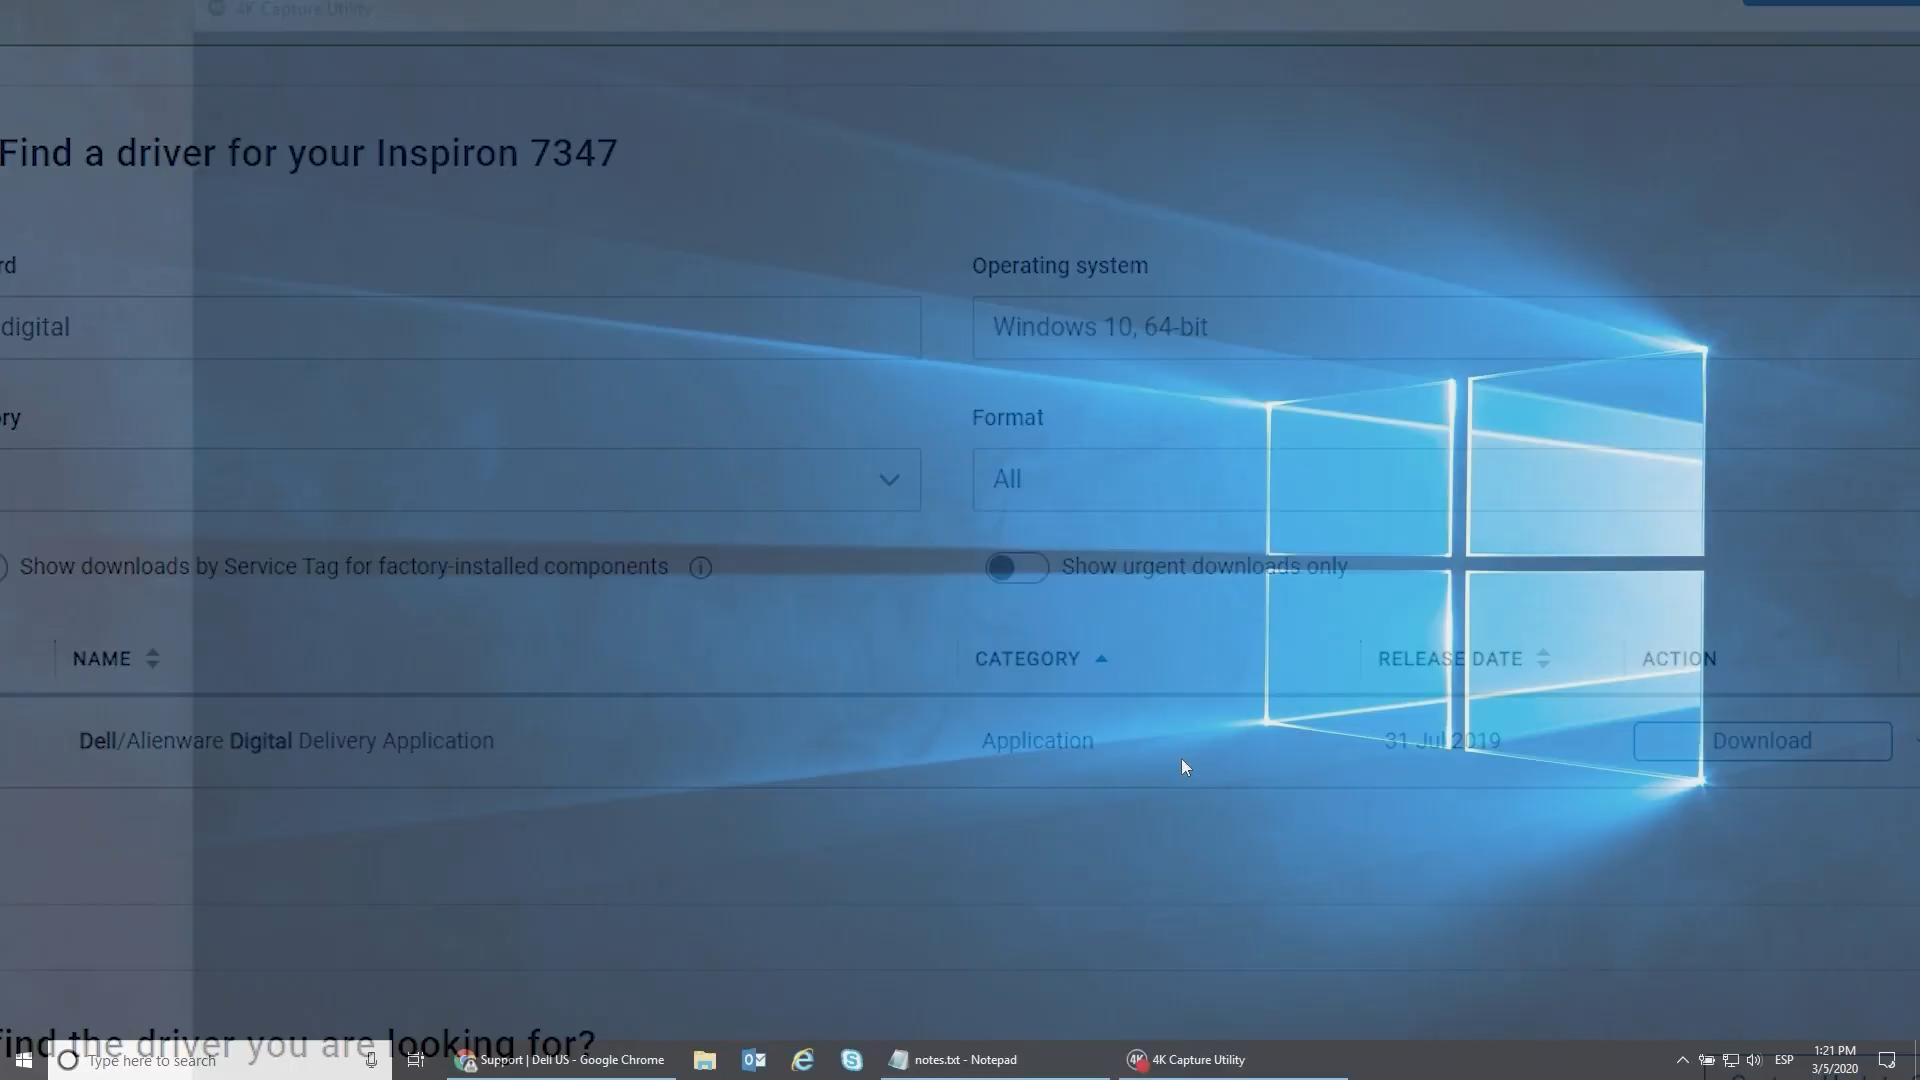 4K Capture Utility
Find a driver for your Inspiron 7347
rd
Operating system
digital
Windows 10, 64-bit
ory
Format
All
Show downloads by Service Tag for factory-installed components
Show urgent downloads only
NAME
CATEGORY
RELEASE DATE
ACTION
Dell/Alienware Digital Delivery Application
Application
31 Jul 2019
Download
find the driver you are looking for?
Type here to search
Support | Dell US - Google Chrome
notes.txt - Notepad
4K Capture Utility
ESP
1:21 PM
3/5/2020